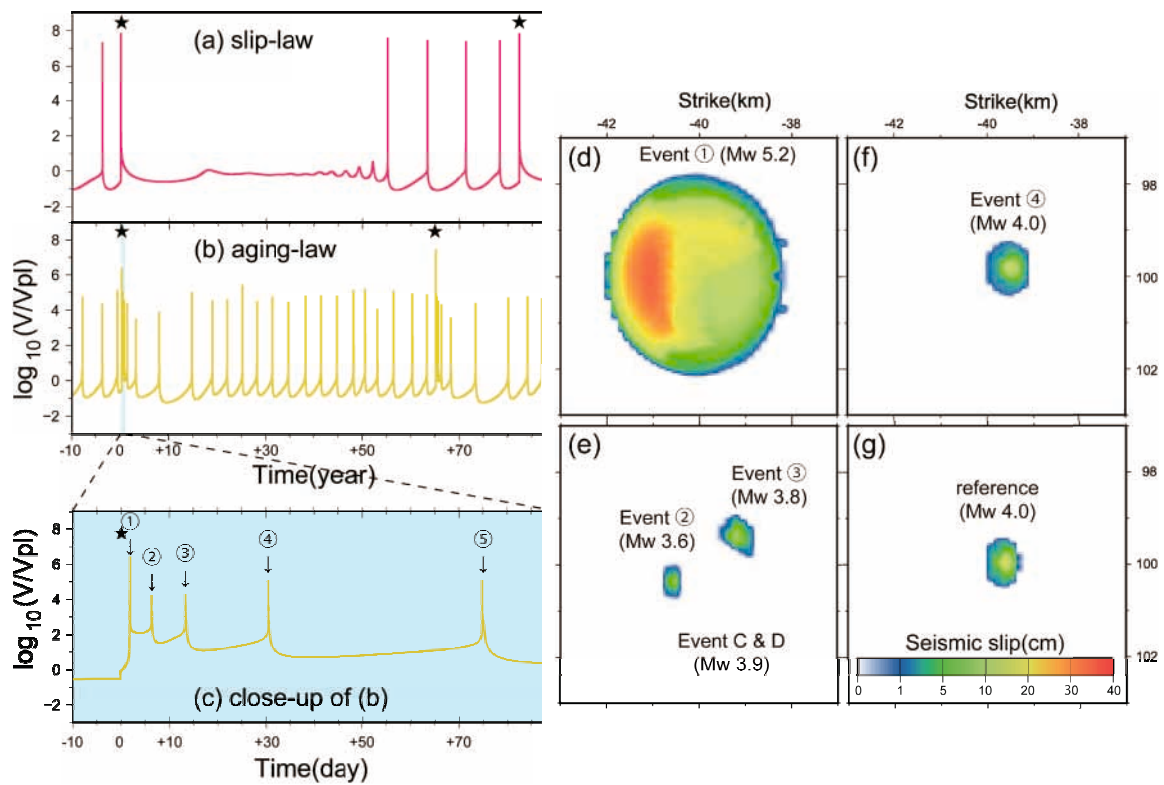 (a) slip-law
8
6
4
2
0
−2
(b) aging-law
8
6
4
2
0
−2
log10(V/Vpl)
-10 0 +10 +30 +50 +70
Time(year)
①
②
③
④
⑤
8
6
4
2
0
−2
log10(V/Vpl)
(c) close-up of (b)
-10 0 +10 +30 +50 +70
Time(day)
Strike(km)
-42 -40 -38
(d)
Event ① (Mw 5.2)
Strike(km)
-42 -40 -38
(f)
Event ④
(Mw 4.0)
98
100
102
(e)
Event ③
(Mw 3.8)
Event ②
(Mw 3.6)
Event C & D
(Mw 3.9)
(g)
reference
(Mw 4.0)
Seismic slip(cm)
0 1 5 10 20 30 40
98
100
102